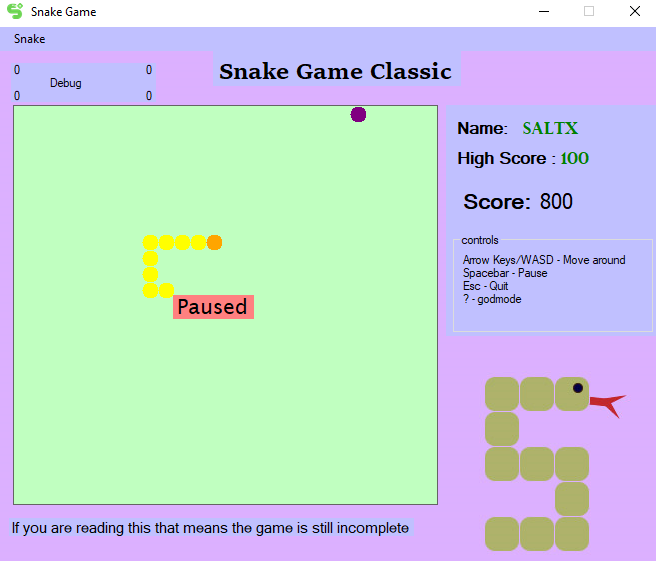 Snake Game
Snake
0 0
Debug
0 0
Snake Game Classic
Name: SALTX
High Score : 100
Score: 800
controls
Arrow Keys/WASD - Move around
Spacebar - Pause
Esc - Quit
? - godmode
Paused
If you are reading this that means the game is still incomplete